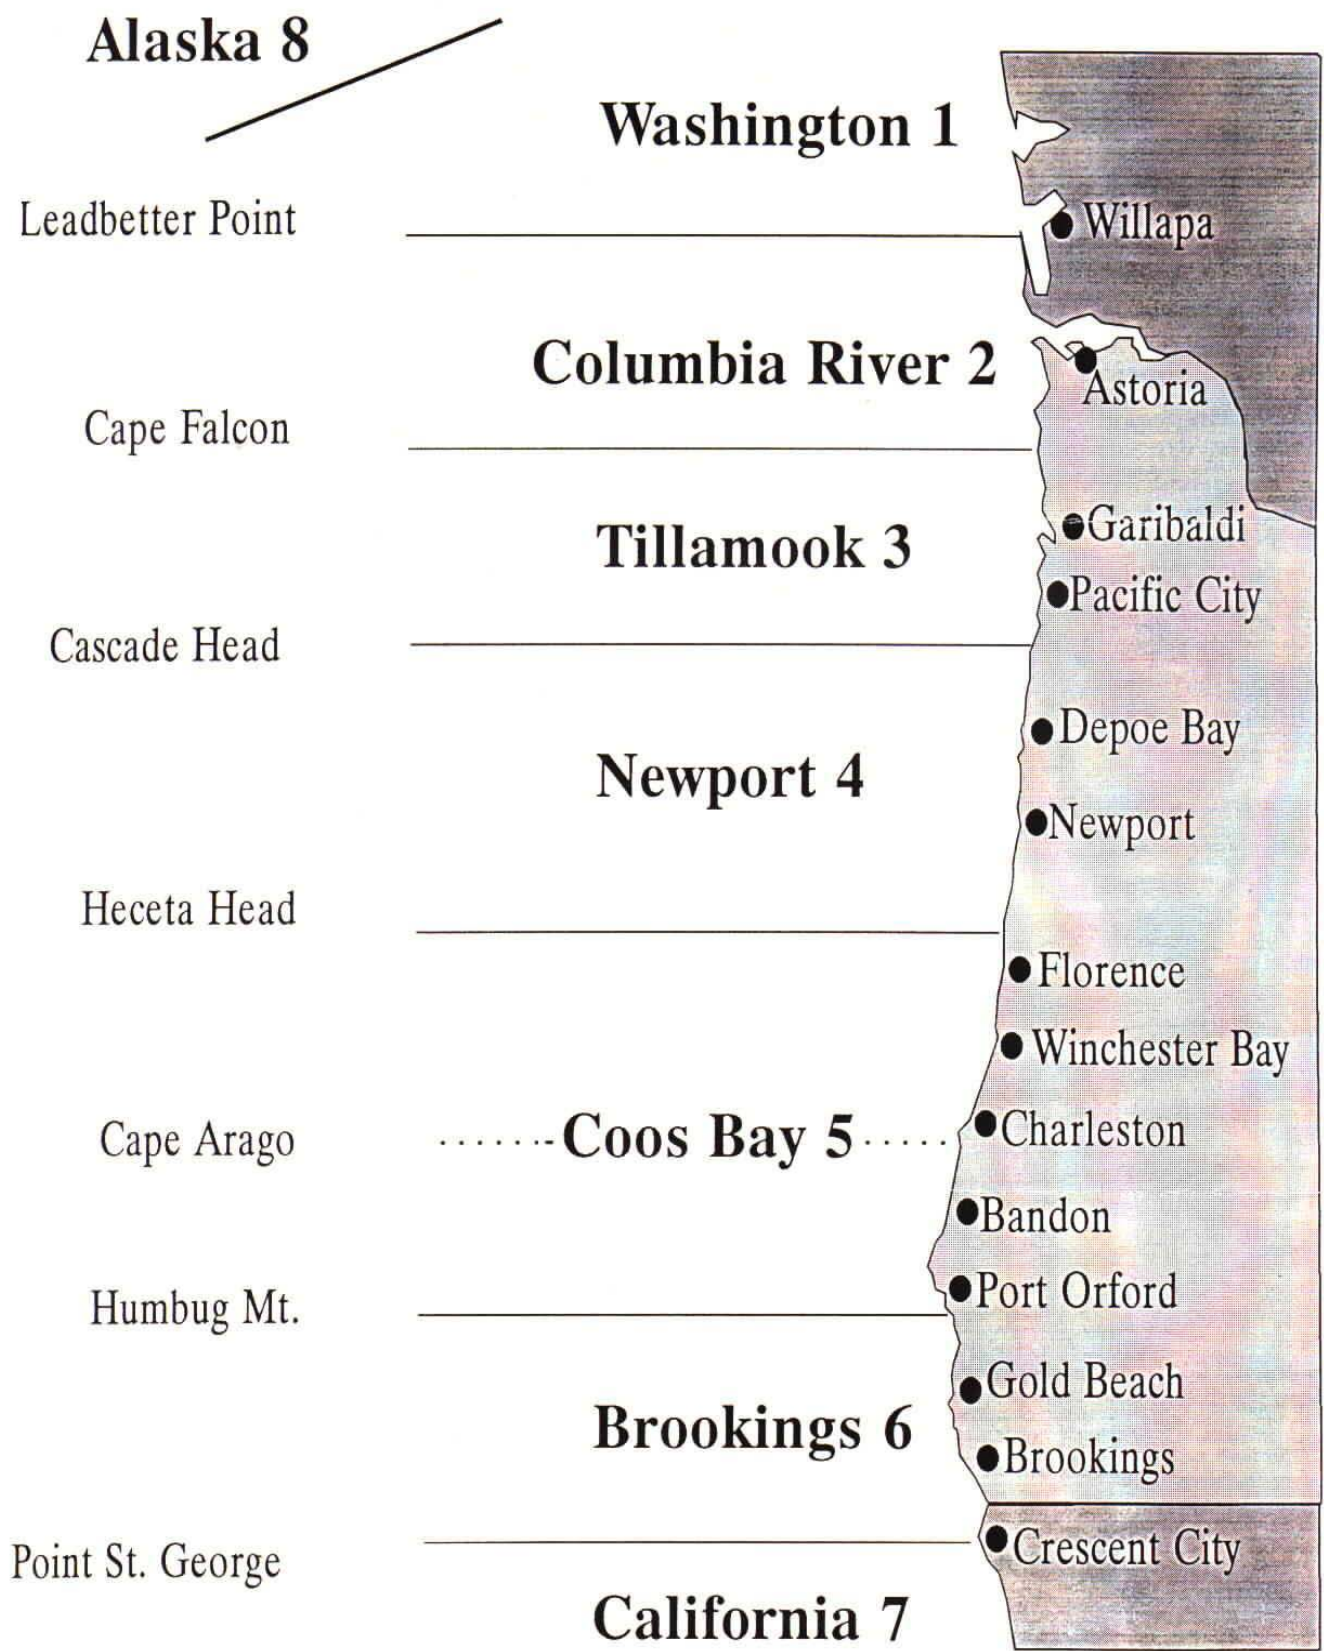 Alaska 8
Washington 1
Leadbetter Point
Willapa
Columbia River 2
Astoria
Cape Falcon
Garibaldi
Tillamook 3
Pacific City
Cascade Head
Depoe Bay
Newport 4
Newport
Heceta Head
Florence
Winchester Bay
Cape Arago
Coos Bay 5
Charleston
Bandon
Port Orford
Humbug Mt.
Gold Beach
Brookings 6
Brookings
Crescent City
Point St. George
California 7